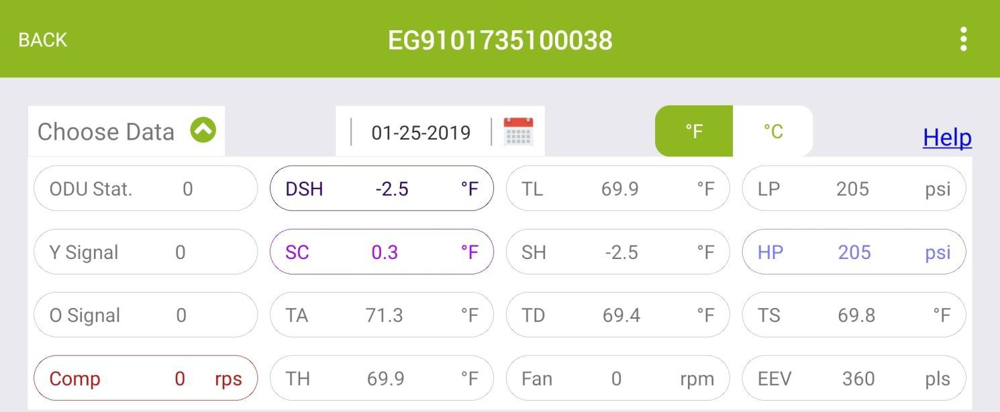 BACK EG9101735100038
Choose Data 01-25-2019 °F °C Help
ODU Stat. 0 DSH -2.5 °F TL 69.9 °F LP 205 psi
Y Signal 0 SC 0.3 °F SH -2.5 °F HP 205 psi
O Signal 0 TA 71.3 °F TD 69.4 °F TS 69.8 °F
Comp 0 rps TH 69.9 °F Fan 0 rpm EEV 360 pls